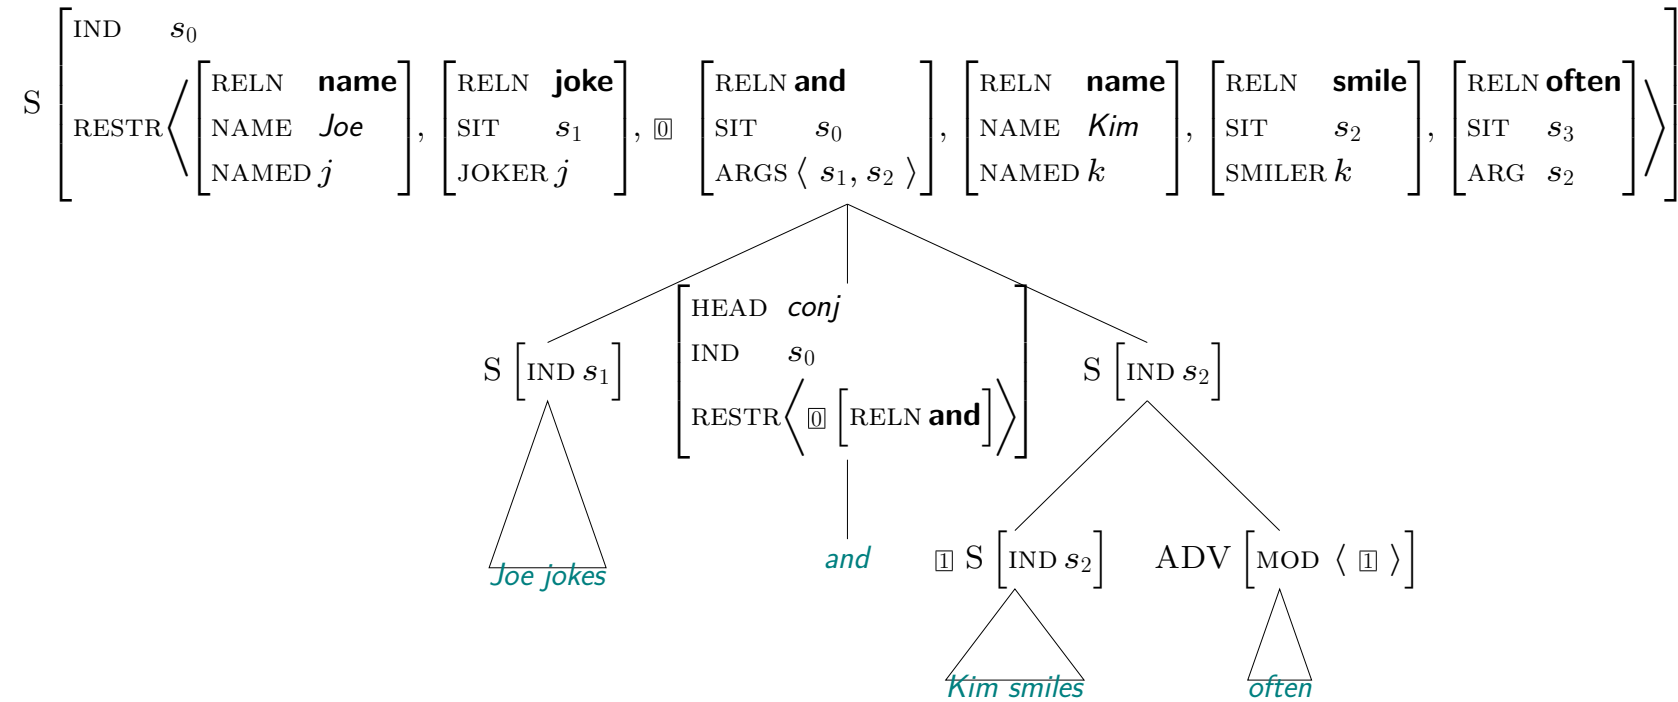 IND s₀
RELN name RELN joke RELN and RELN name RELN smile RELN often
S RESTR ⟨ NAME Joe , SIT s₁ , 0 SIT s₀ , NAME Kim , SIT s₂ , SIT s₃ ⟩
NAMED j JOKER j ARGS ⟨ s₁, s₂ ⟩ NAMED k SMILER k ARG s₂
HEAD conj
IND s₀
S [IND s₁] S [IND s₂]
RESTR ⟨ 0 [RELN and] ⟩
Joe jokes and 1 S [IND s₂] ADV [MOD ⟨ 1 ⟩]
Kim smiles often